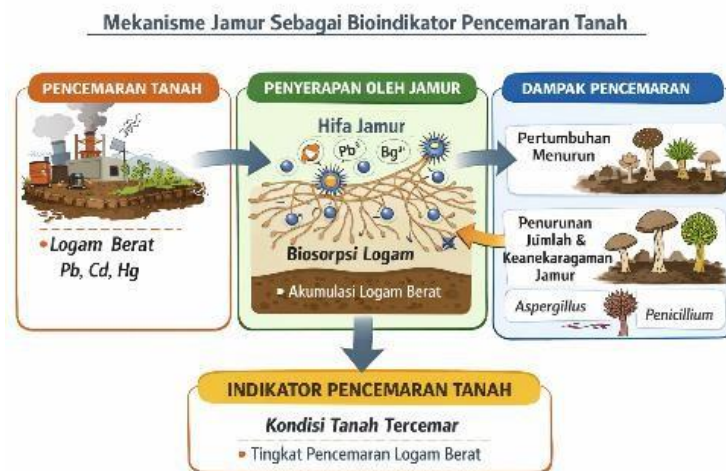 Mekanisme Jamur Sebagai Bioindikator Pencemaran Tanah
PENCEMARAN TANAH
• Logam Berat
Pb, Cd, Hg
PENYERAPAN OLEH JAMUR
Hifa Jamur
Pb
Bg²⁺
Biosorpsi Logam
• Akumulasi Logam Berat
DAMPAK PENCEMARAN
Pertumbuhan
Menurun
Penurunan
Jumlah &
Keanekaragaman
Jamur
Aspergillus
Penicillium
INDIKATOR PENCEMARAN TANAH
Kondisi Tanah Tercemar
• Tingkat Pencemaran Logam Berat